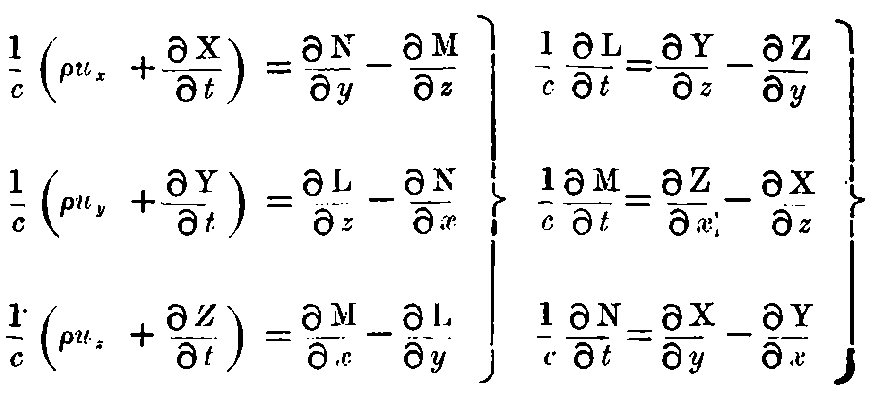 1/c (ρu_x + ∂X/∂t) = ∂N/∂y − ∂M/∂z } 1/c ∂L/∂t = ∂Y/∂z − ∂Z/∂y }
1/c (ρu_y + ∂Y/∂t) = ∂L/∂z − ∂N/∂x } 1/c ∂M/∂t = ∂Z/∂x − ∂X/∂z }
1/c (ρu_z + ∂Z/∂t) = ∂M/∂x − ∂L/∂y } 1/c ∂N/∂t = ∂X/∂y − ∂Y/∂x }